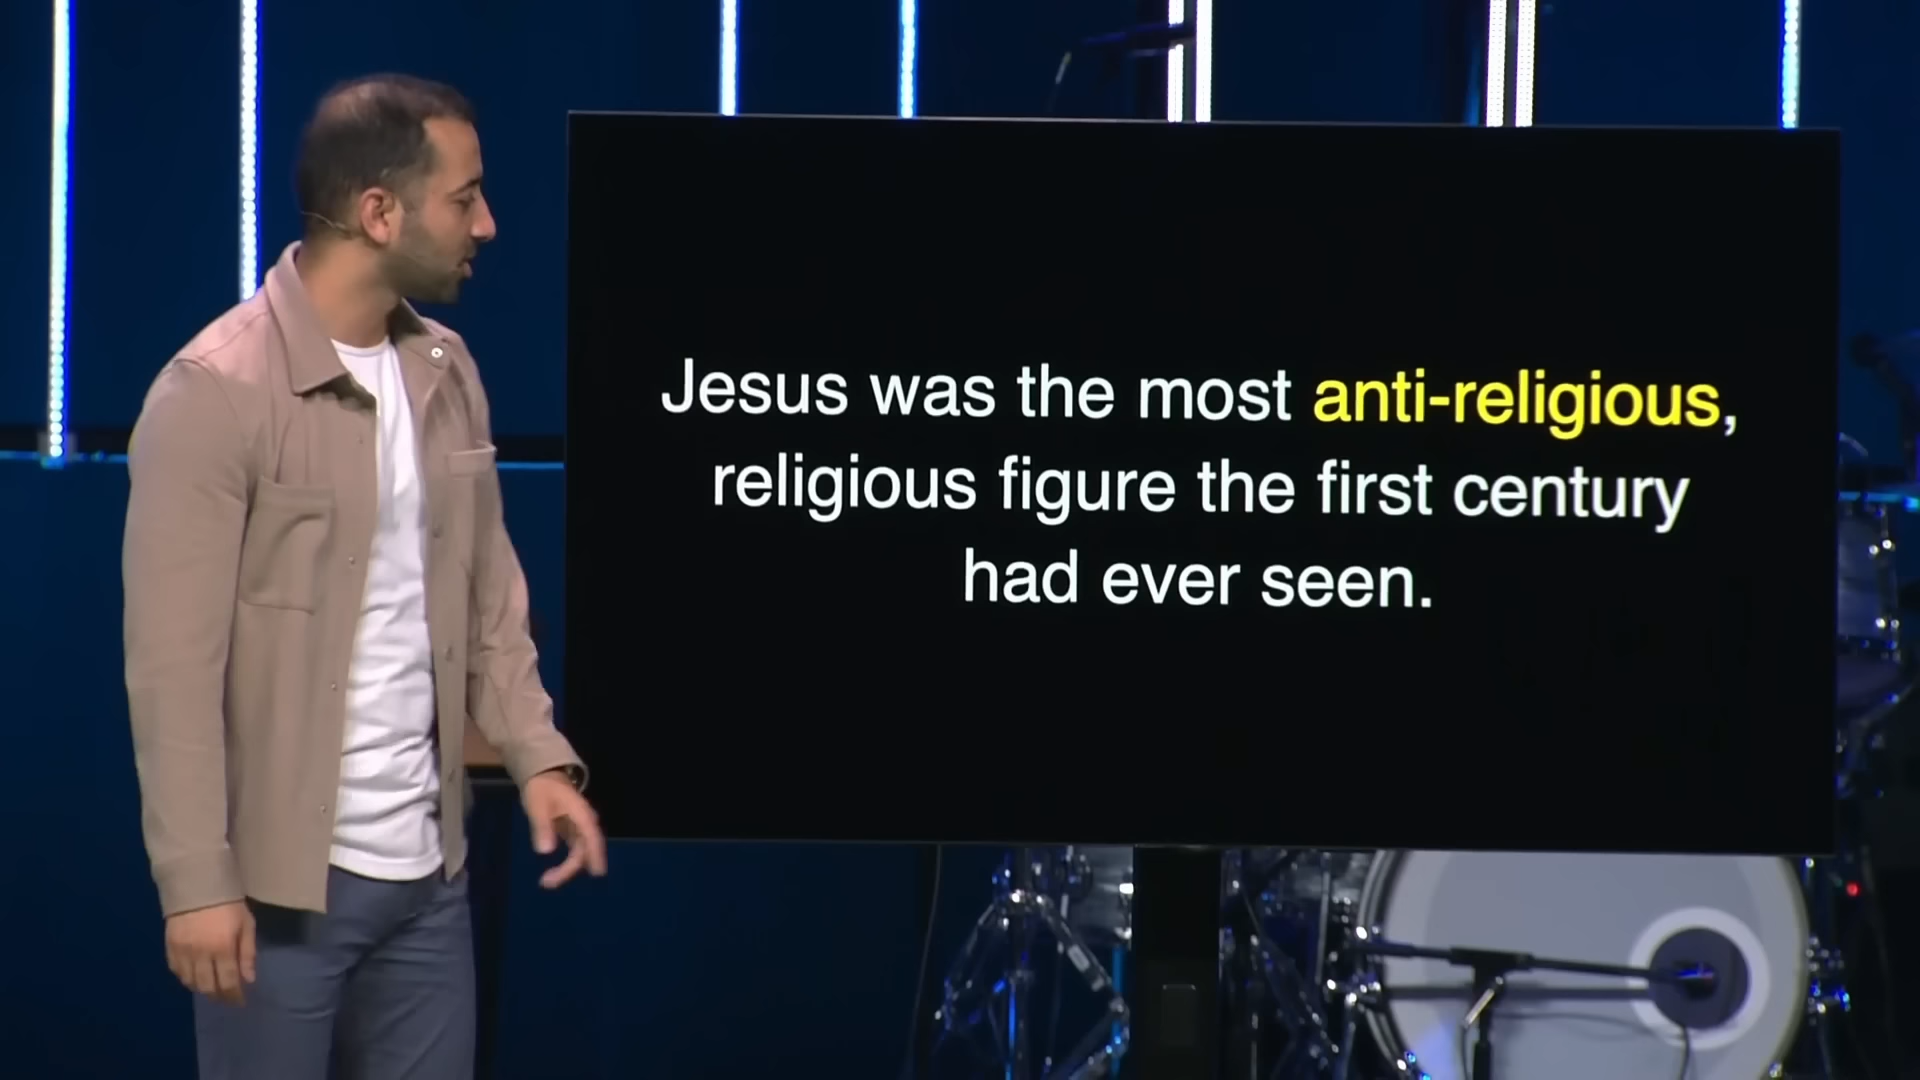 Jesus was the most anti-religious,
religious figure the first century
had ever seen.